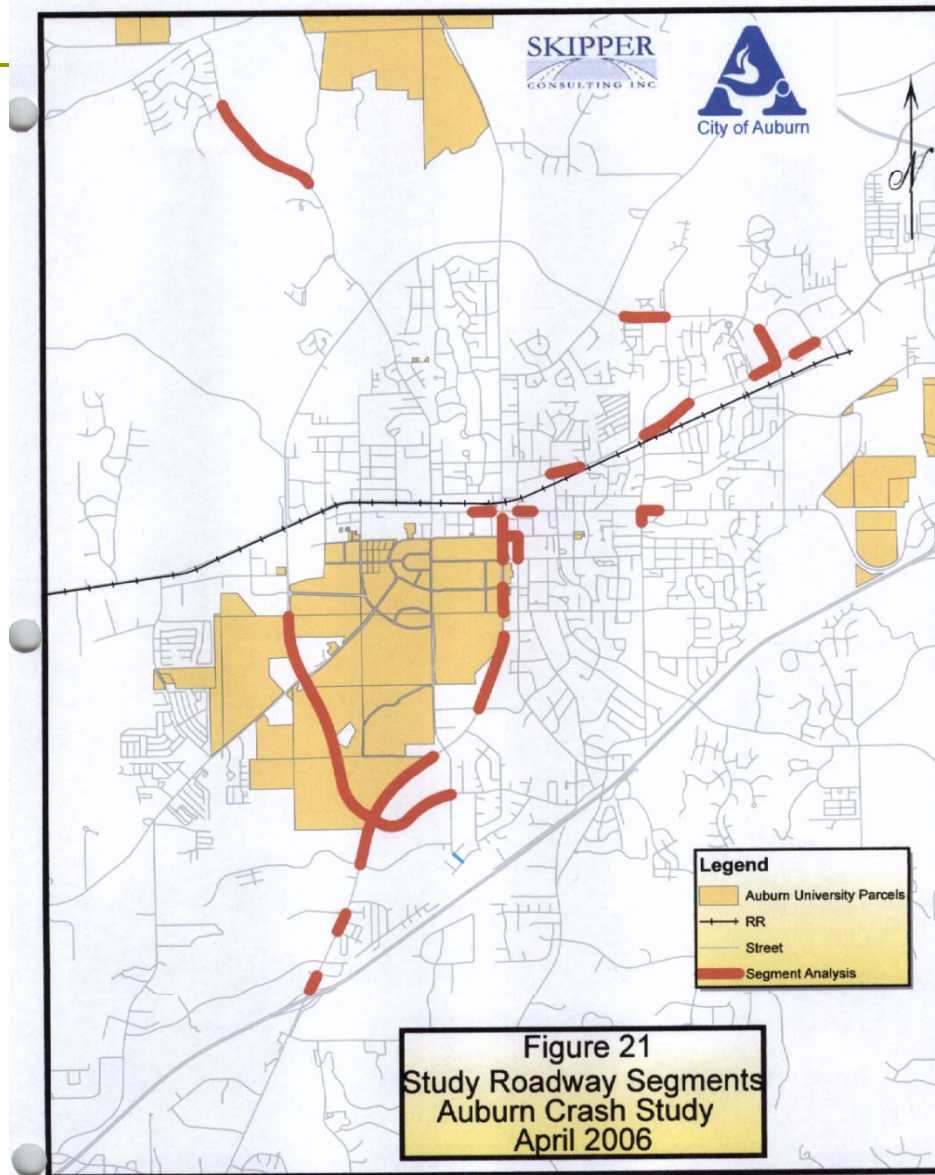 SKIPPER
CONSULTING INC
A
City of Auburn
N
Legend
Auburn University Parcels
RR
Street
Segment Analysis
Figure 21
Study Roadway Segments
Auburn Crash Study
April 2006